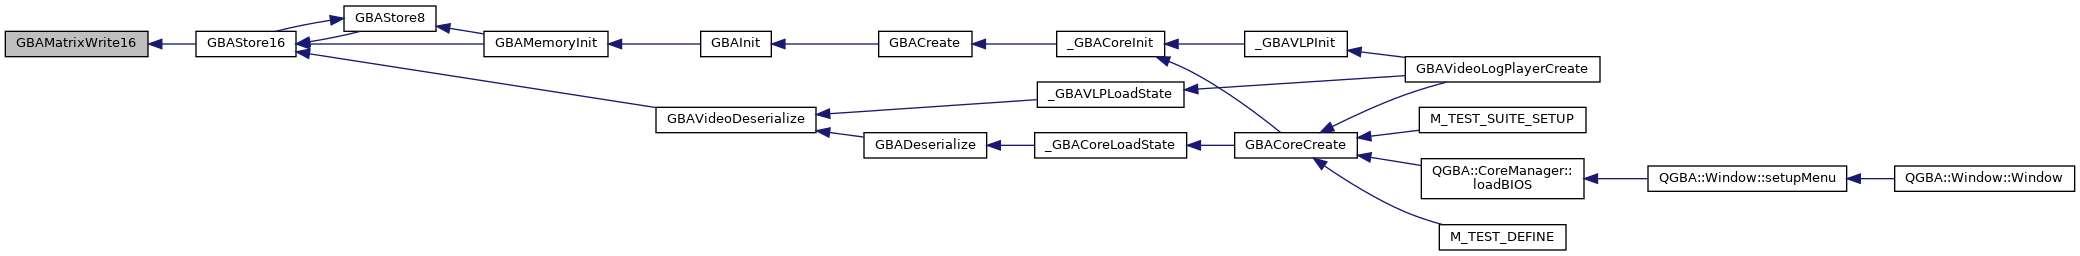 GBAMatrixWrite16
GBAStore16
GBAStore8
GBAMemoryInit
GBAInit
GBACreate
_GBACoreInit
_GBAVLPInit
GBAVideoLogPlayerCreate
_GBAVLPLoadState
GBAVideoDeserialize
GBADeserialize
_GBACoreLoadState
GBACoreCreate
M_TEST_SUITE_SETUP
QGBA::CoreManager::
loadBIOS
QGBA::Window::setupMenu
QGBA::Window::Window
M_TEST_DEFINE